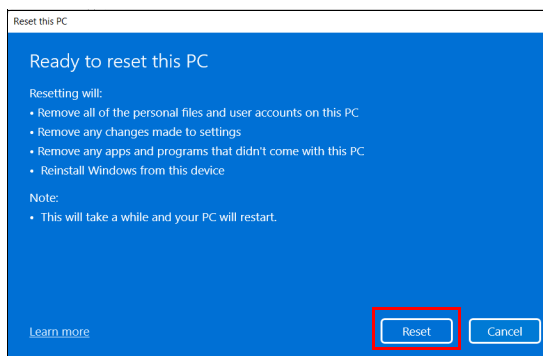 Reset this PC
Ready to reset this PC
Resetting will:
• Remove all of the personal files and user accounts on this PC
• Remove any changes made to settings
• Remove any apps and programs that didn't come with this PC
• Reinstall Windows from this device
Note:
• This will take a while and your PC will restart.
Learn more
Reset
Cancel